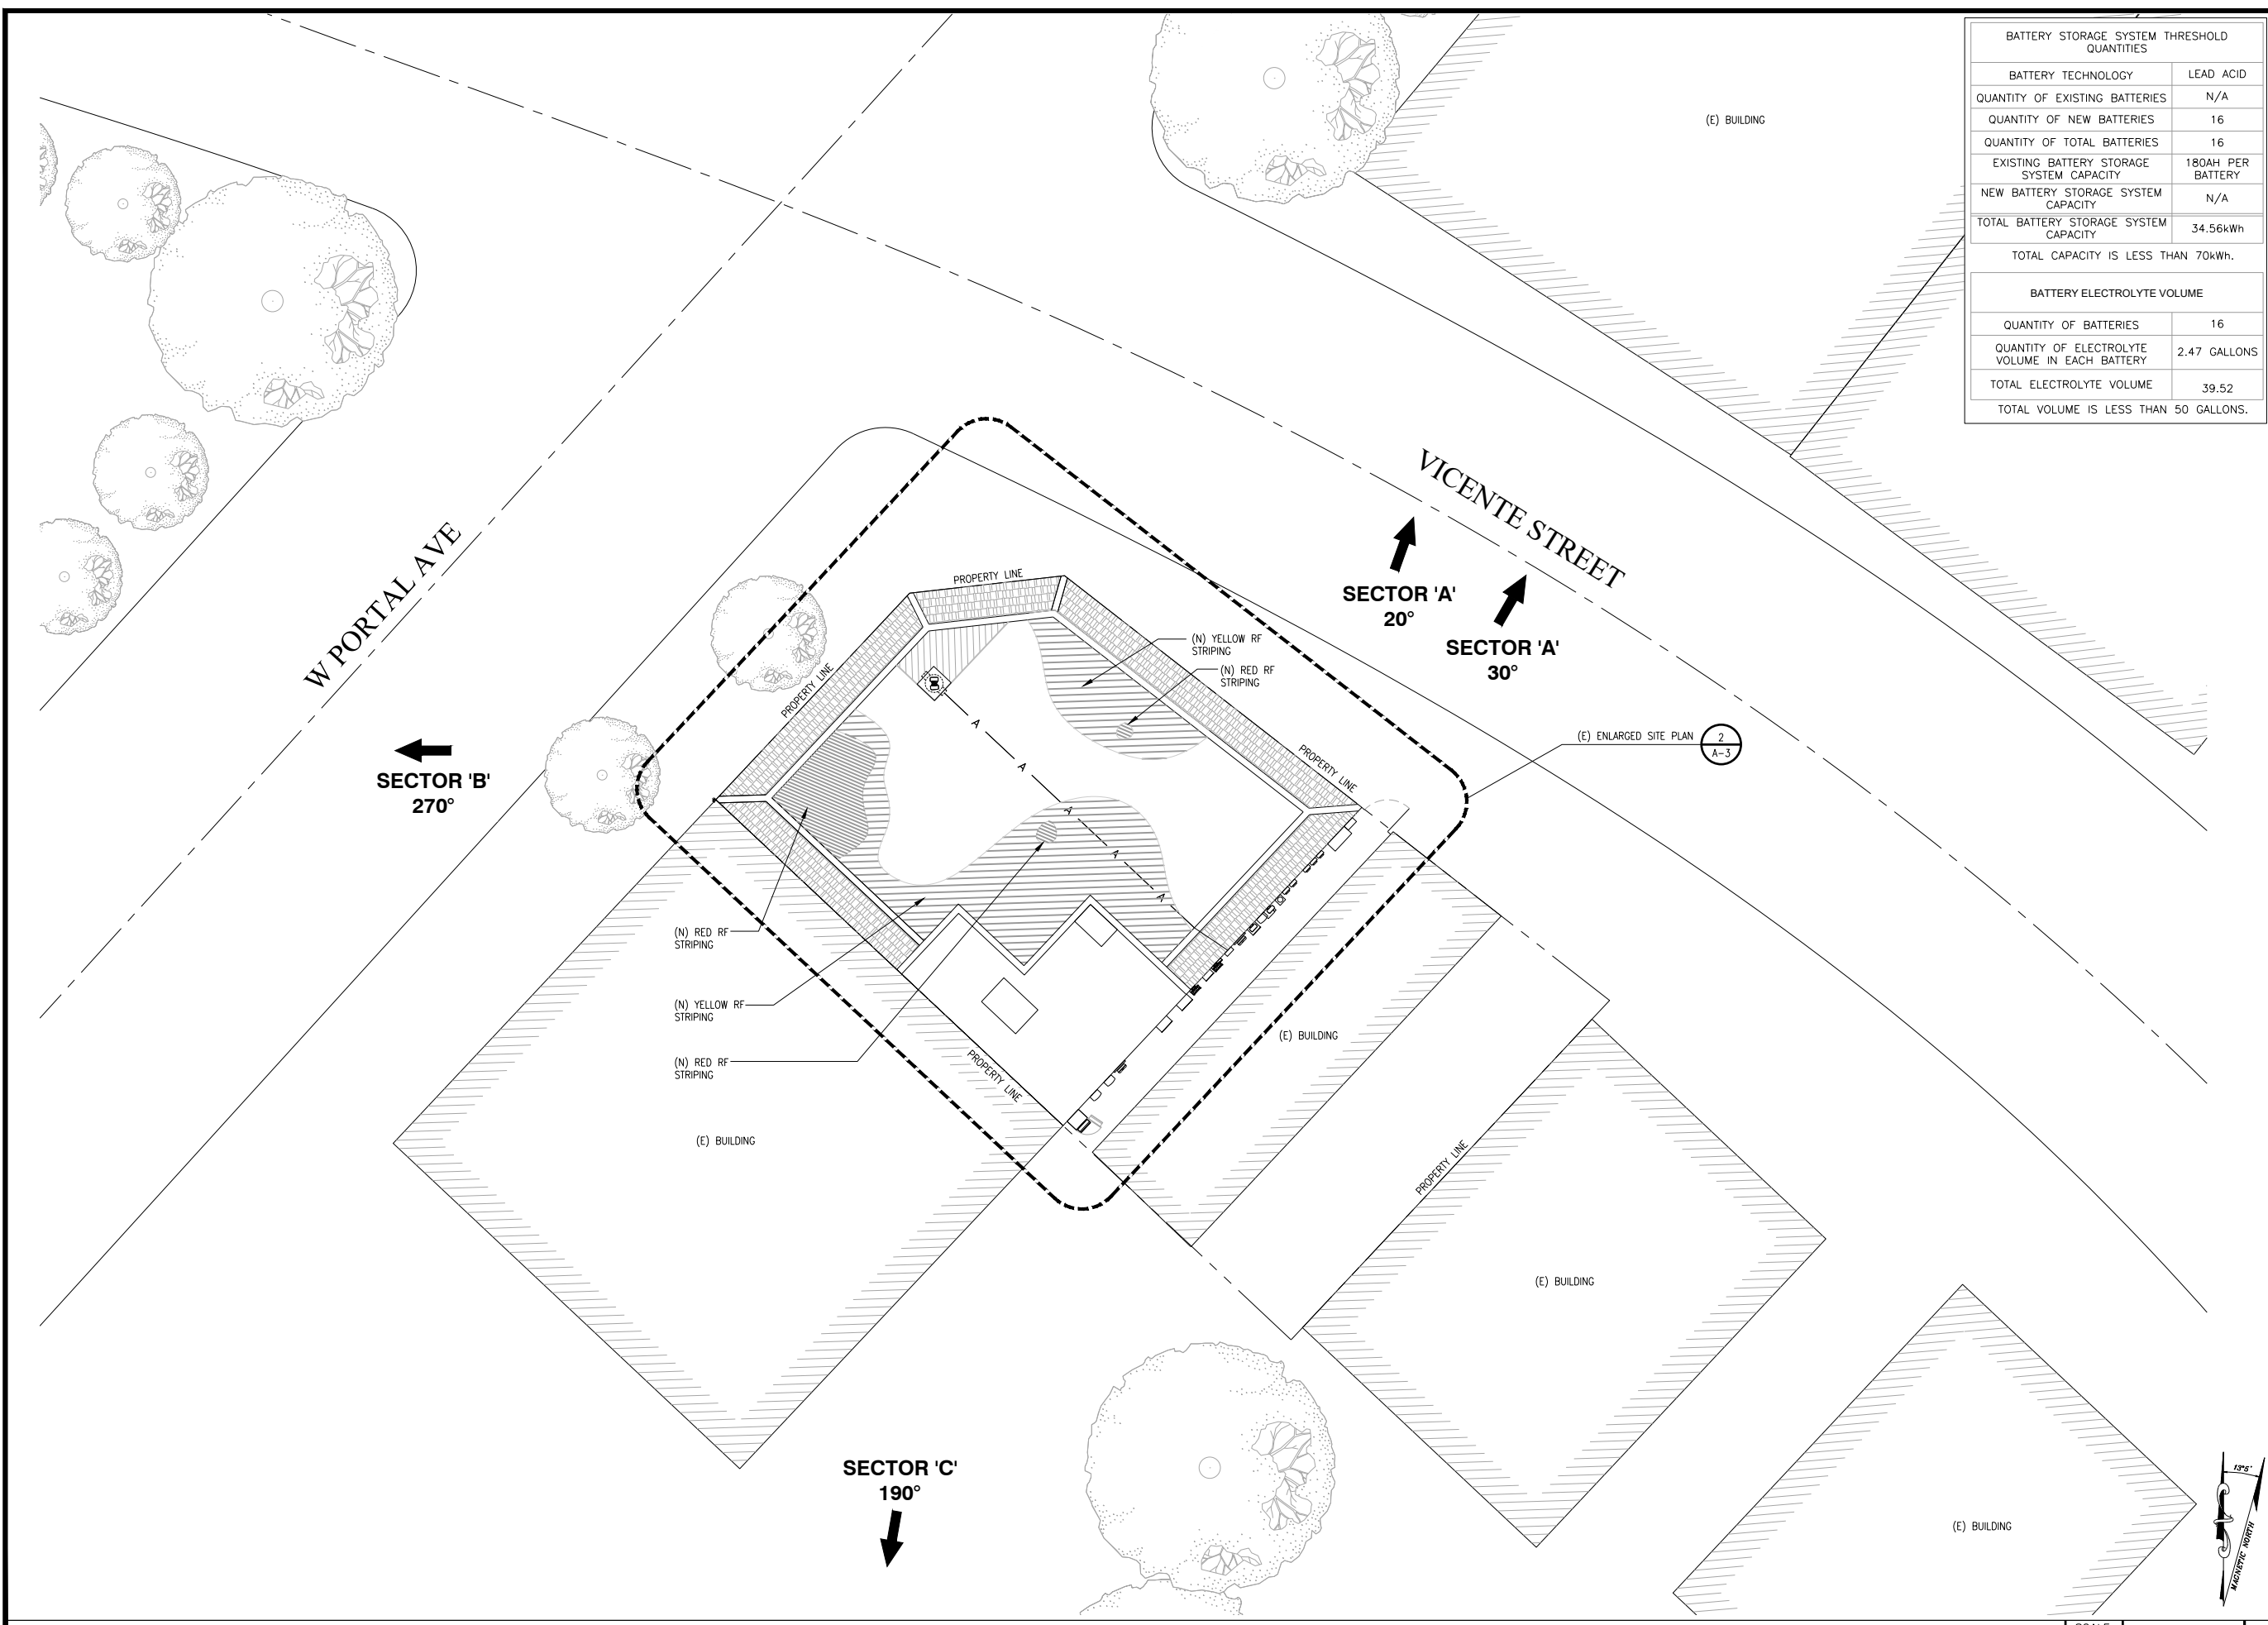 BATTERY STORAGE SYSTEM THRESHOLD
QUANTITIES
BATTERY TECHNOLOGY LEAD ACID
QUANTITY OF EXISTING BATTERIES N/A
QUANTITY OF NEW BATTERIES 16
QUANTITY OF TOTAL BATTERIES 16
EXISTING BATTERY STORAGE 180AH PER
SYSTEM CAPACITY BATTERY
NEW BATTERY STORAGE SYSTEM
CAPACITY N/A
TOTAL BATTERY STORAGE SYSTEM
CAPACITY 34.56kWh
TOTAL CAPACITY IS LESS THAN 70kWh.
BATTERY ELECTROLYTE VOLUME
QUANTITY OF BATTERIES 16
QUANTITY OF ELECTROLYTE
VOLUME IN EACH BATTERY 2.47 GALLONS
TOTAL ELECTROLYTE VOLUME 39.52
TOTAL VOLUME IS LESS THAN 50 GALLONS.
(E) BUILDING
VICENTE STREET
W PORTAL AVE
SECTOR 'A'
20°
SECTOR 'A'
30°
PROPERTY LINE
(N) YELLOW RF
STRIPING
(N) RED RF
STRIPING
PROPERTY LINE
PROPERTY LINE
(E) ENLARGED SITE PLAN
2
A-3
SECTOR 'B'
270°
A
A
A
A
A
(N) RED RF
STRIPING
(N) YELLOW RF
STRIPING
(N) RED RF
STRIPING
PROPERTY LINE
(E) BUILDING
(E) BUILDING
PROPERTY LINE
(E) BUILDING
SECTOR 'C'
190°
(E) BUILDING
13°5'
MAGNETIC NORTH